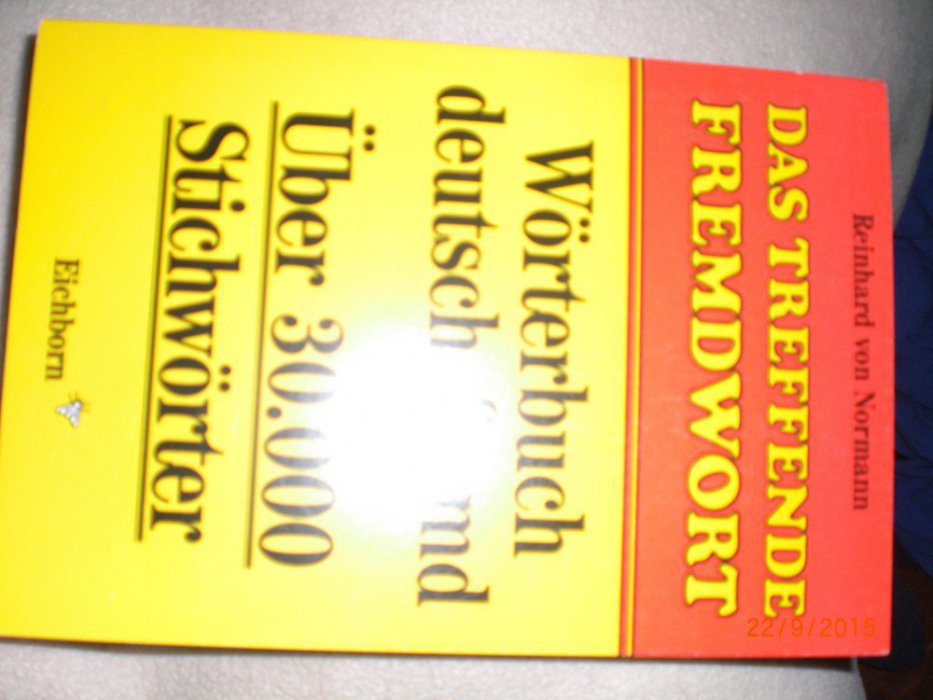 Reinhard von Normann
DAS TREFFENDE
FREMDWORT
Wörterbuch
deutsch
Über 30.000
Stichwörter
Eichborn
22/9/2015